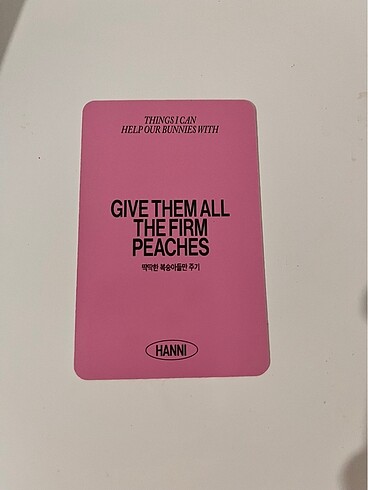 THINGS I CAN
HELP OUR BUNNIES WITH
GIVE THEM ALL
THE FIRM
PEACHES
딱딱한 복숭아들만 주기
HANNI